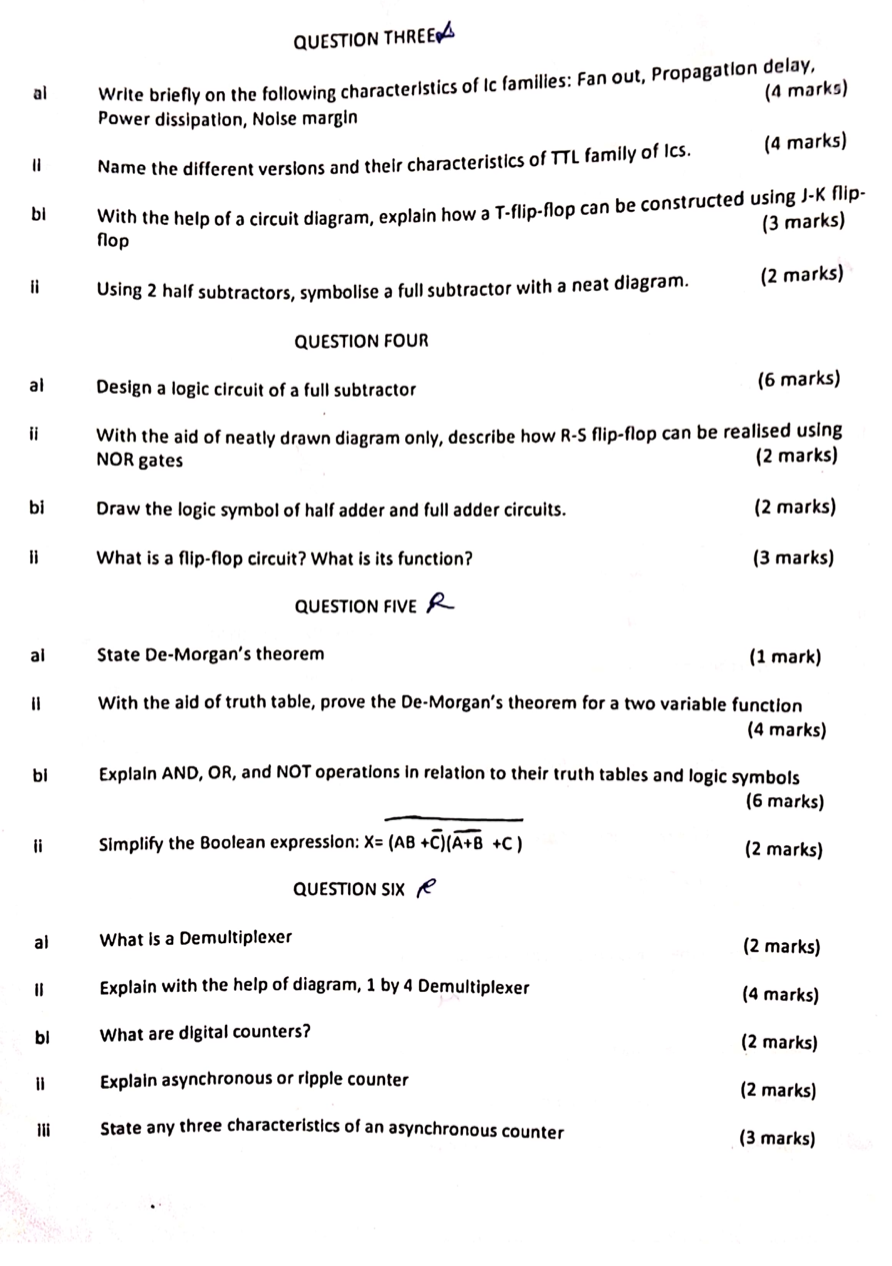 QUESTION THREE
ai Write briefly on the following characteristics of Ic families: Fan out, Propagation delay,
Power dissipation, Noise margin (4 marks)
ii Name the different versions and their characteristics of TTL family of Ics. (4 marks)
bi With the help of a circuit diagram, explain how a T-flip-flop can be constructed using J-K flip-
flop (3 marks)
ii Using 2 half subtractors, symbolise a full subtractor with a neat diagram. (2 marks)
QUESTION FOUR
ai Design a logic circuit of a full subtractor (6 marks)
ii With the aid of neatly drawn diagram only, describe how R-S flip-flop can be realised using
NOR gates (2 marks)
bi Draw the logic symbol of half adder and full adder circuits. (2 marks)
ii What is a flip-flop circuit? What is its function? (3 marks)
QUESTION FIVE R
ai State De-Morgan's theorem (1 mark)
ii With the aid of truth table, prove the De-Morgan's theorem for a two variable function
(4 marks)
bi Explain AND, OR, and NOT operations in relation to their truth tables and logic symbols
(6 marks)
ii Simplify the Boolean expression: X= (AB +C̅)(A̅+̅B̅ +C ) (2 marks)
QUESTION SIX R
ai What is a Demultiplexer (2 marks)
ii Explain with the help of diagram, 1 by 4 Demultiplexer (4 marks)
bi What are digital counters? (2 marks)
ii Explain asynchronous or ripple counter (2 marks)
iii State any three characteristics of an asynchronous counter (3 marks)